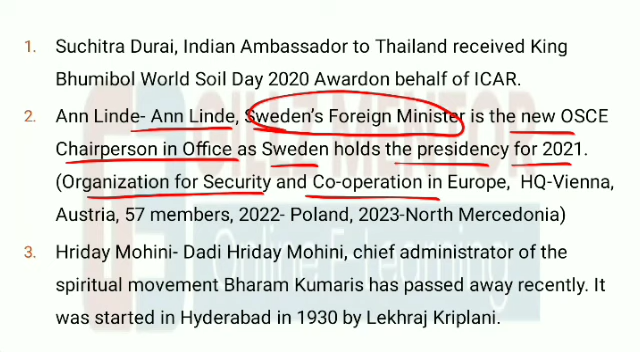 1. Suchitra Durai, Indian Ambassador to Thailand received King
Bhumibol World Soil Day 2020 Awardon behalf of ICAR.
2. Ann Linde- Ann Linde, Sweden's Foreign Minister is the new OSCE
Chairperson in Office as Sweden holds the presidency for 2021.
(Organization for Security and Co-operation in Europe, HQ-Vienna,
Austria, 57 members, 2022- Poland, 2023-North Mercedonia)
3. Hriday Mohini- Dadi Hriday Mohini, chief administrator of the
spiritual movement Bharam Kumaris has passed away recently. It
was started in Hyderabad in 1930 by Lekhraj Kriplani.